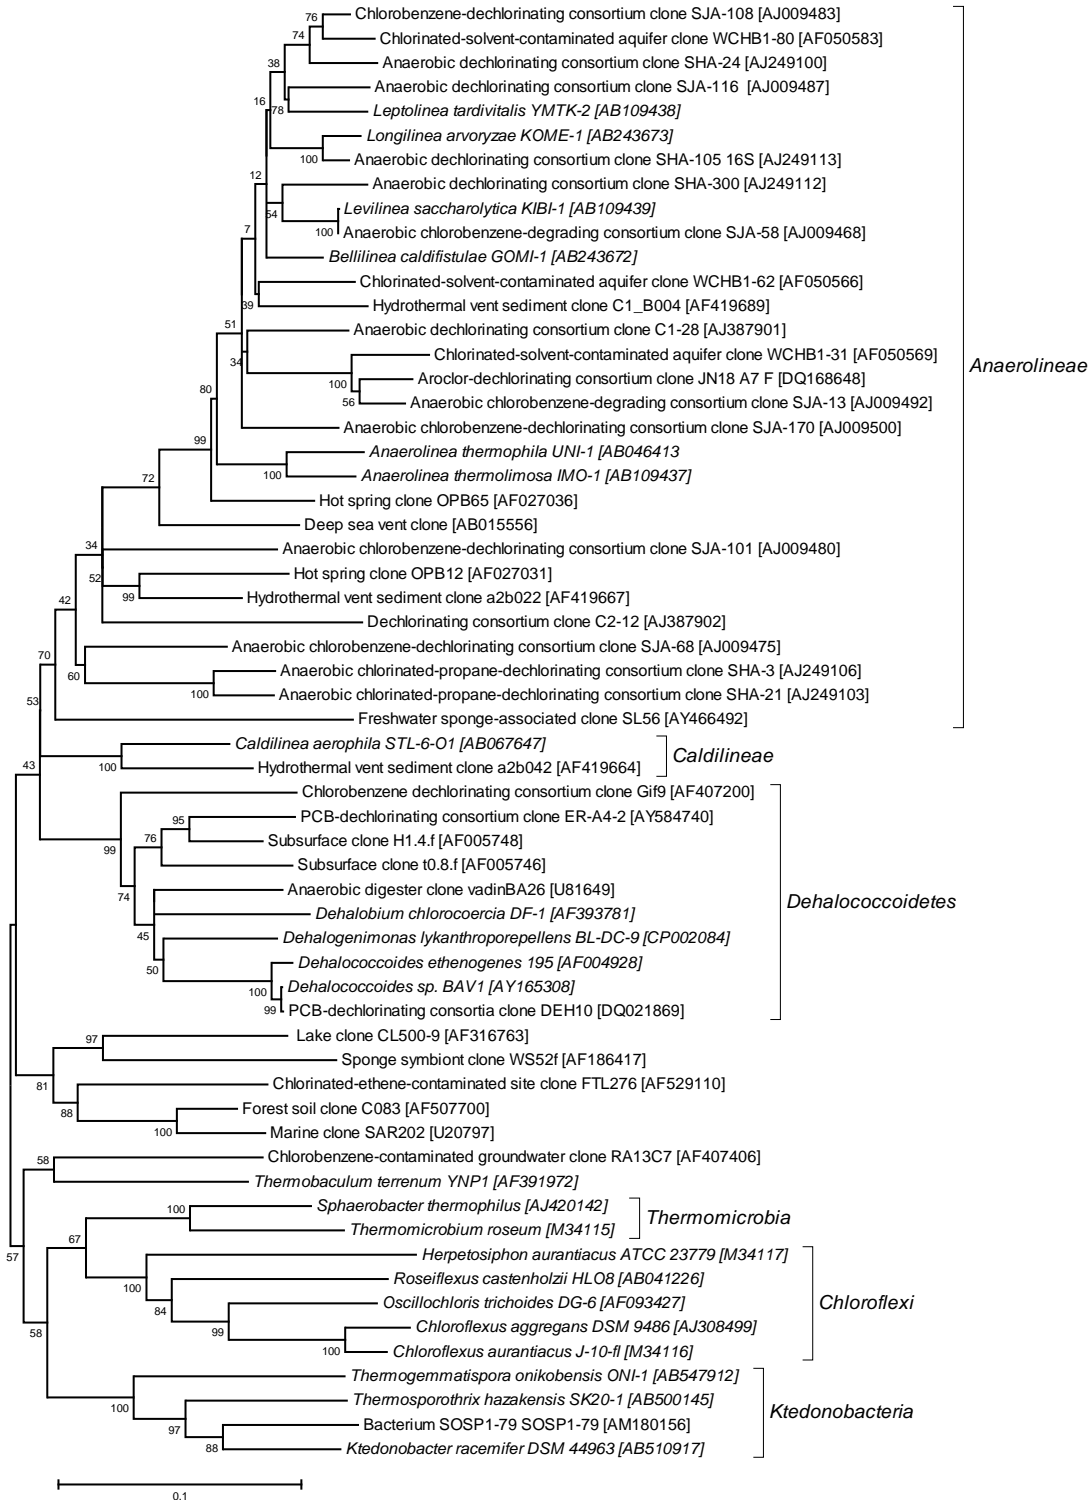 Chlorobenzene-dechlorinating consortium clone SJA-108 [AJ009483]
Chlorinated-solvent-contaminated aquifer clone WCHB1-80 [AF050583]
Anaerobic dechlorinating consortium clone SHA-24 [AJ249100]
Anaerobic dechlorinating consortium clone SJA-116 [AJ009487]
Leptolinea tardivitalis YMTK-2 [AB109438]
Longilinea arvoryzae KOME-1 [AB243673]
Anaerobic dechlorinating consortium clone SHA-105 16S [AJ249113]
Anaerobic dechlorinating consortium clone SHA-300 [AJ249112]
Levilinea saccharolytica KIBI-1 [AB109439]
Anaerobic chlorobenzene-degrading consortium clone SJA-58 [AJ009468]
Bellilinea caldifistulae GOMI-1 [AB243672]
Chlorinated-solvent-contaminated aquifer clone WCHB1-62 [AF050566]
Hydrothermal vent sediment clone C1_B004 [AF419689]
Anaerobic dechlorinating consortium clone C1-28 [AJ387901]
Chlorinated-solvent-contaminated aquifer clone WCHB1-31 [AF050569]
Aroclor-dechlorinating consortium clone JN18 A7 F [DQ168648]
Anaerobic chlorobenzene-degrading consortium clone SJA-13 [AJ009492]
Anaerobic chlorobenzene-dechlorinating consortium clone SJA-170 [AJ009500]
Anaerolinea thermophila UNI-1 [AB046413
Anaerolinea thermolimosa IMO-1 [AB109437]
Hot spring clone OPB65 [AF027036]
Deep sea vent clone [AB015556]
Anaerobic chlorobenzene-dechlorinating consortium clone SJA-101 [AJ009480]
Hot spring clone OPB12 [AF027031]
Hydrothermal vent sediment clone a2b022 [AF419667]
Dechlorinating consortium clone C2-12 [AJ387902]
Anaerobic chlorobenzene-dechlorinating consortium clone SJA-68 [AJ009475]
Anaerobic chlorinated-propane-dechlorinating consortium clone SHA-3 [AJ249106]
Anaerobic chlorinated-propane-dechlorinating consortium clone SHA-21 [AJ249103]
Freshwater sponge-associated clone SL56 [AY466492]
Anaerolineae
Caldilinea aerophila STL-6-O1 [AB067647]
Hydrothermal vent sediment clone a2b042 [AF419664]
Caldilineae
Chlorobenzene dechlorinating consortium clone Gif9 [AF407200]
PCB-dechlorinating consortium clone ER-A4-2 [AY584740]
Subsurface clone H1.4.f [AF005748]
Subsurface clone t0.8.f [AF005746]
Anaerobic digester clone vadinBA26 [U81649]
Dehalobium chlorocoercia DF-1 [AF393781]
Dehalogenimonas lykanthroporepellens BL-DC-9 [CP002084]
Dehalococcoides ethenogenes 195 [AF004928]
Dehalococcoides sp. BAV1 [AY165308]
PCB-dechlorinating consortia clone DEH10 [DQ021869]
Dehalococcoidetes
Lake clone CL500-9 [AF316763]
Sponge symbiont clone WS52f [AF186417]
Chlorinated-ethene-contaminated site clone FTL276 [AF529110]
Forest soil clone C083 [AF507700]
Marine clone SAR202 [U20797]
Chlorobenzene-contaminated groundwater clone RA13C7 [AF407406]
Thermobaculum terrenum YNP1 [AF391972]
Sphaerobacter thermophilus [AJ420142]
Thermomicrobium roseum [M34115]
Thermomicrobia
Herpetosiphon aurantiacus ATCC 23779 [M34117]
Roseiflexus castenholzii HLO8 [AB041226]
Oscillochloris trichoides DG-6 [AF093427]
Chloroflexus aggregans DSM 9486 [AJ308499]
Chloroflexus aurantiacus J-10-fl [M34116]
Chloroflexi
Thermogemmatispora onikobensis ONI-1 [AB547912]
Thermosporothrix hazakensis SK20-1 [AB500145]
Bacterium SOSP1-79 SOSP1-79 [AM180156]
Ktedonobacter racemifer DSM 44963 [AB510917]
Ktedonobacteria
76
74
38
16
78
100
12
54
100
7
39
51
34
100
56
80
99
100
72
34
52
99
42
60
100
70
53
100
43
95
76
99
74
45
50
100
99
97
81
88
100
58
57
100
67
100
84
99
100
58
100
97
88
0.1